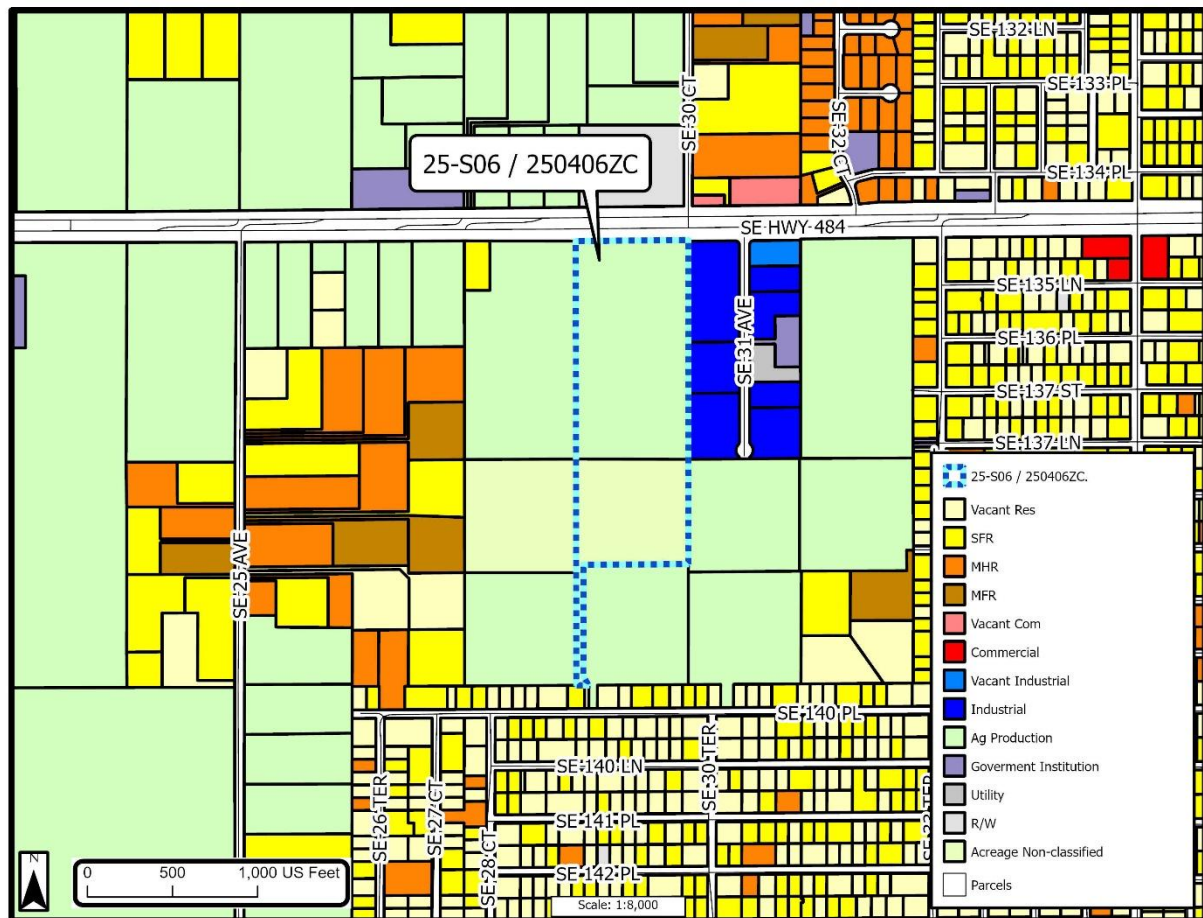 SE 132 LN
SE 133 PL
SE 30 CT
SE 32 CT
25-S06 / 250406ZC
SE 134 PL
SE HWY 484
SE 135 LN
SE 136 PL
SE 31 AVE
SE 137 ST
SE 137 LN
SE 25 AVE
25-S06 / 250406ZC.
Vacant Res
SFR
MHR
MFR
Vacant Com
Commercial
Vacant Industrial
Industrial
Ag Production
Goverment Institution
Utility
R/W
Acreage Non-classified
Parcels
SE 140 PL
SE 140 LN
SE 30 TER
SE 26 TER
SE 27 CT
SE 28 CT
SE 141 PL
SE 142 PL
N
0 500 1,000 US Feet
Scale: 1:8,000